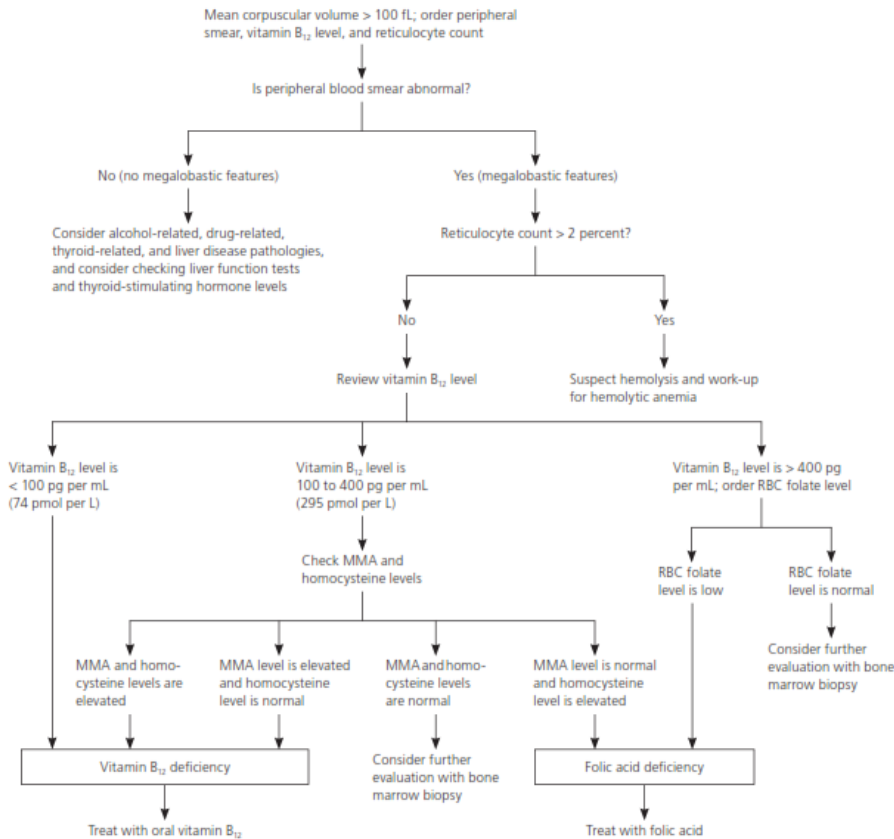 Mean corpuscular volume > 100 fL; order peripheral
smear, vitamin B₁₂ level, and reticulocyte count
Is peripheral blood smear abnormal?
No (no megalobastic features)
Yes (megalobastic features)
Consider alcohol-related, drug-related,
thyroid-related, and liver disease pathologies,
and consider checking liver function tests
and thyroid-stimulating hormone levels
Reticulocyte count > 2 percent?
No
Yes
Review vitamin B₁₂ level
Suspect hemolysis and work-up
for hemolytic anemia
Vitamin B₁₂ level is
< 100 pg per mL
(74 pmol per L)
Vitamin B₁₂ level is
100 to 400 pg per mL
(295 pmol per L)
Vitamin B₁₂ level is > 400 pg
per mL; order RBC folate level
Check MMA and
homocysteine levels
RBC folate
level is low
RBC folate
level is normal
Consider further
evaluation with bone
marrow biopsy
MMA and homo-
cysteine levels are
elevated
MMA level is elevated
and homocysteine
level is normal
MMA and homo-
cysteine levels
are normal
MMA level is normal
and homocysteine
level is elevated
Vitamin B₁₂ deficiency
Consider further
evaluation with bone
marrow biopsy
Folic acid deficiency
Treat with oral vitamin B₁₂
Treat with folic acid